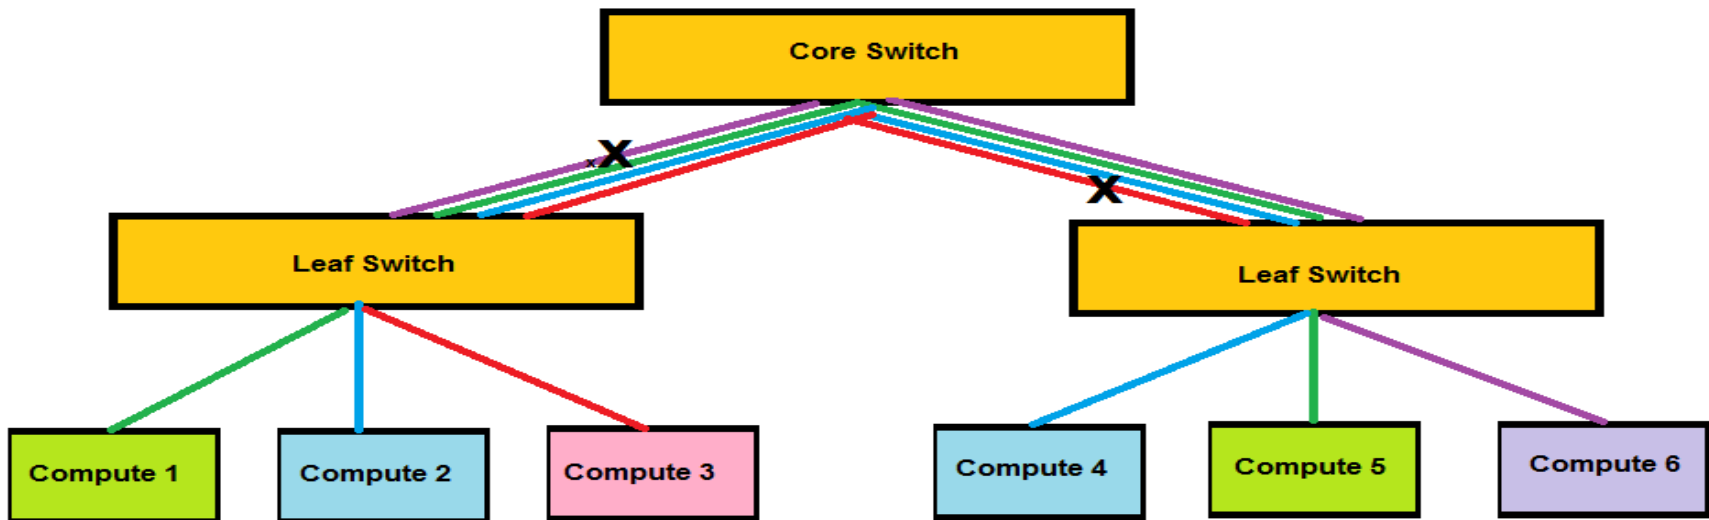 Core Switch
x X
X
Leaf Switch
Leaf Switch
Compute 1
Compute 2
Compute 3
Compute 4
Compute 5
Compute 6